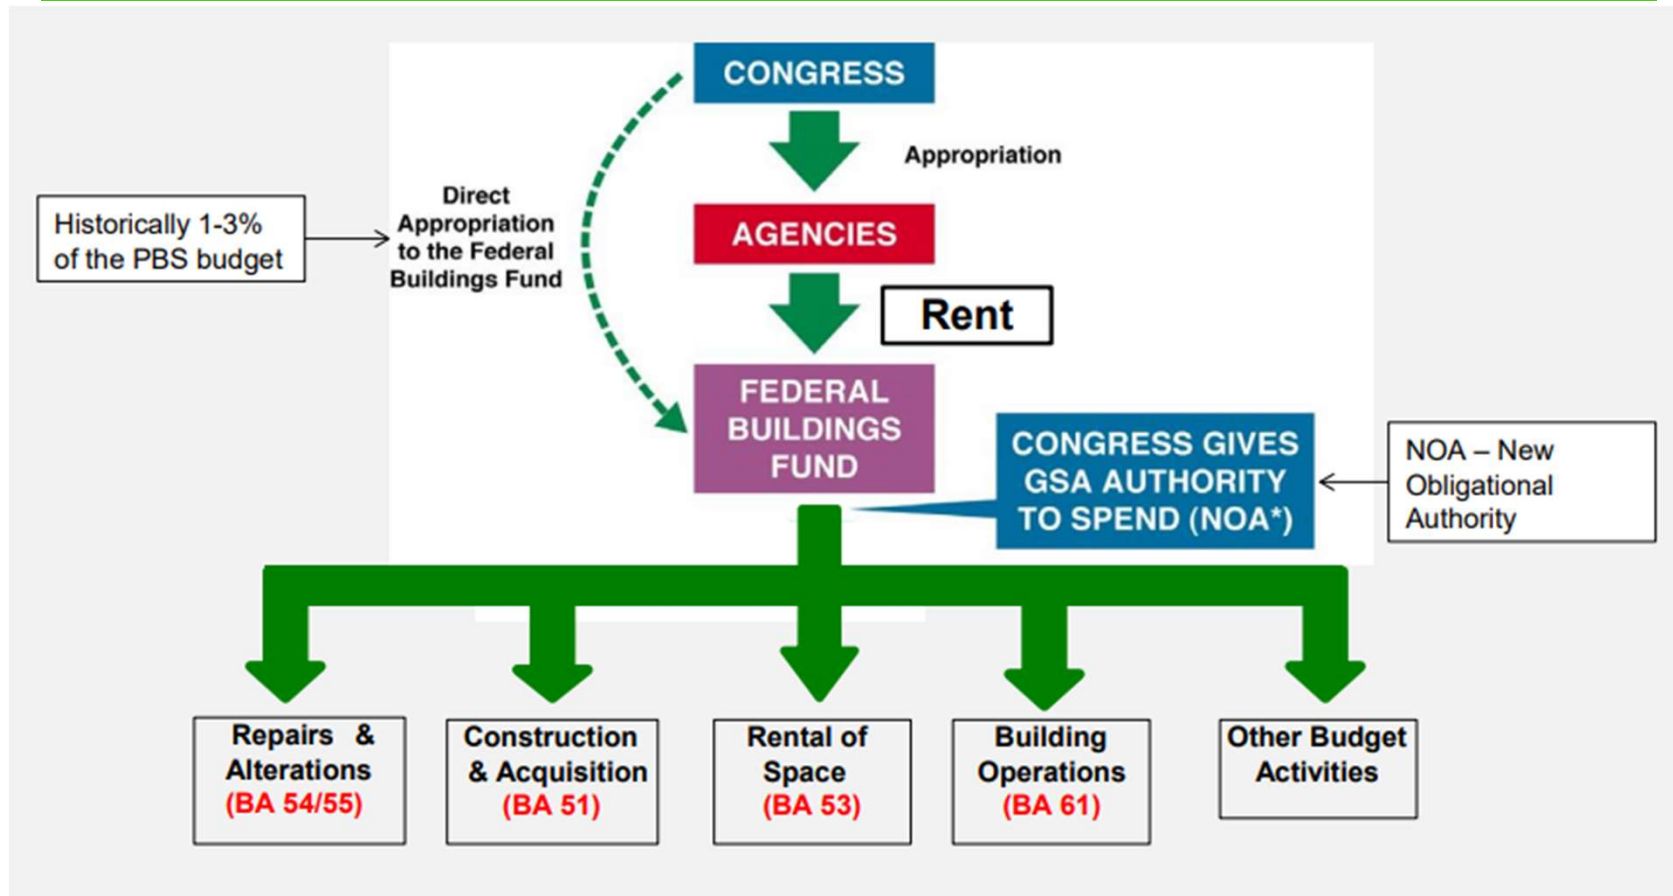 CONGRESS
Appropriation
Historically 1-3%
of the PBS budget
Direct
Appropriation
to the Federal
Buildings Fund
AGENCIES
Rent
FEDERAL
BUILDINGS
FUND
CONGRESS GIVES
GSA AUTHORITY
TO SPEND (NOA*)
NOA – New
Obligational
Authority
Repairs &
Alterations
(BA 54/55)
Construction
& Acquisition
(BA 51)
Rental of
Space
(BA 53)
Building
Operations
(BA 61)
Other Budget
Activities